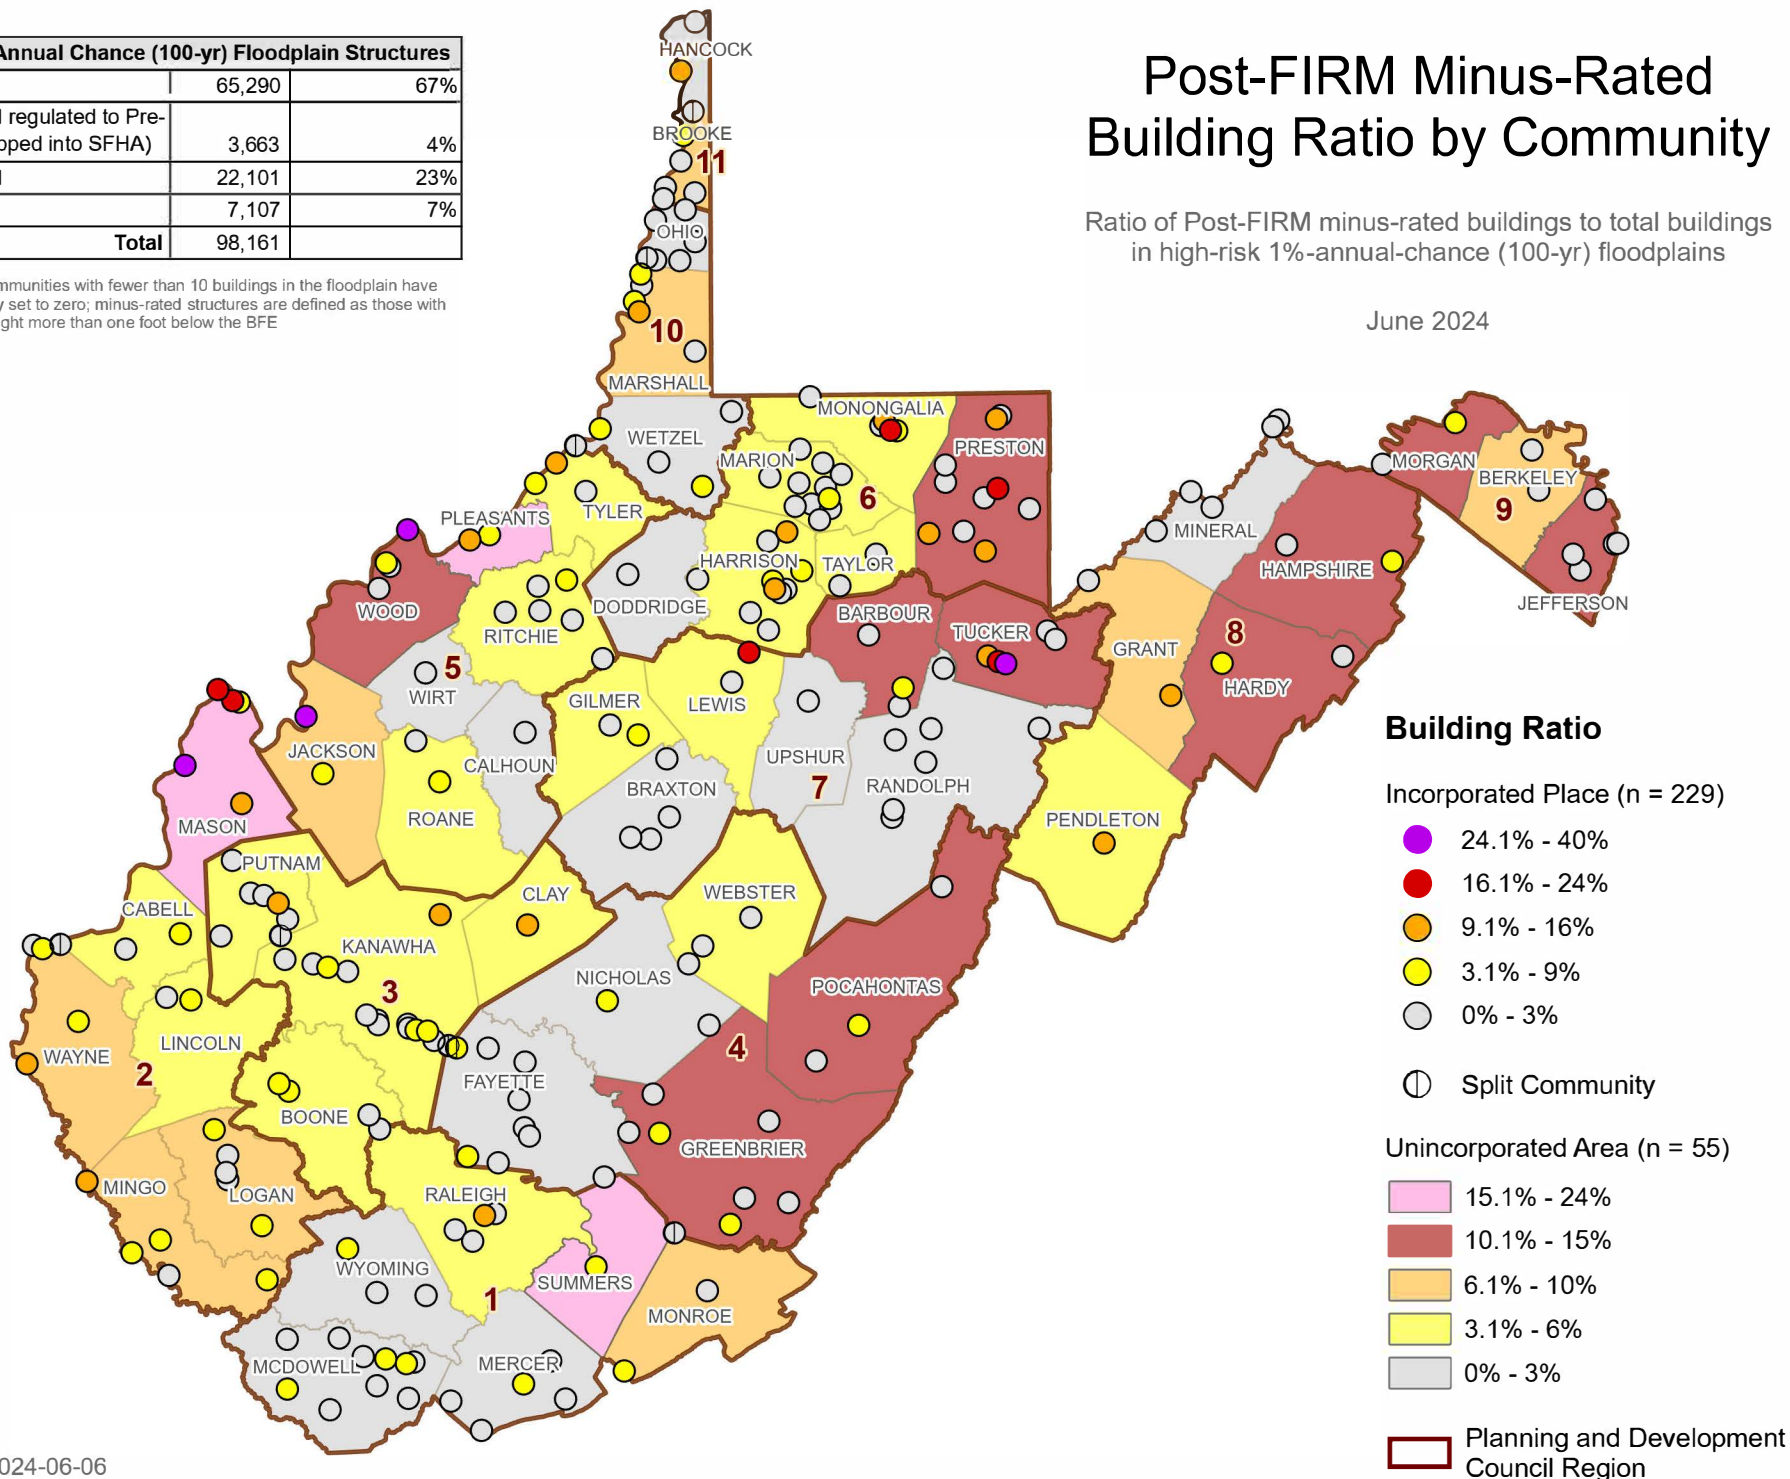 Annual Chance (100-yr) Floodplain Structures
65,290 67%
regulated to Pre-
pped into SFHA) 3,663 4%
22,101 23%
7,107 7%
Total 98,161
mmunities with fewer than 10 buildings in the floodplain have
y set to zero; minus-rated structures are defined as those with
ght more than one foot below the BFE
Post-FIRM Minus-Rated
Building Ratio by Community
Ratio of Post-FIRM minus-rated buildings to total buildings
in high-risk 1%-annual-chance (100-yr) floodplains
June 2024
HANCOCK
BROOKE
11
OHIO
10
MARSHALL
WETZEL
MONONGALIA
MARION
PRESTON
6
TYLER
PLEASANTS
HARRISON
TAYLOR
DODDRIDGE
WOOD
RITCHIE
BARBOUR
TUCKER
5
WIRT
GILMER
LEWIS
JACKSON
CALHOUN
UPSHUR
7
RANDOLPH
BRAXTON
ROANE
MASON
PUTNAM
CLAY
WEBSTER
CABELL
KANAWHA
NICHOLAS
POCAHONTAS
3
LINCOLN
WAYNE
2
4
FAYETTE
BOONE
GREENBRIER
MINGO
LOGAN
RALEIGH
WYOMING
SUMMERS
1
MONROE
MCDOWELL
MERCER
MORGAN
BERKELEY
9
MINERAL
HAMPSHIRE
JEFFERSON
GRANT
8
HARDY
PENDLETON
Building Ratio
Incorporated Place (n = 229)
24.1% - 40%
16.1% - 24%
9.1% - 16%
3.1% - 9%
0% - 3%
Split Community
Unincorporated Area (n = 55)
15.1% - 24%
10.1% - 15%
6.1% - 10%
3.1% - 6%
0% - 3%
Planning and Development
Council Region
024-06-06